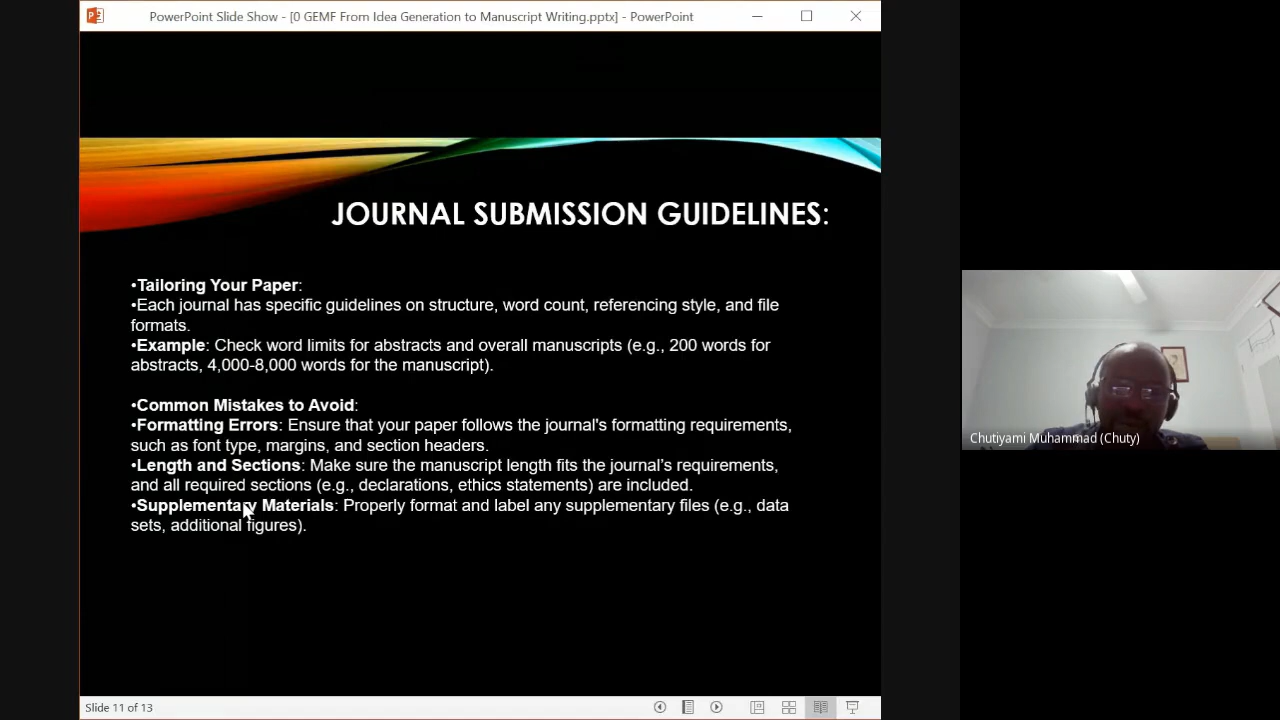 PowerPoint Slide Show - [0 GEMF From Idea Generation to Manuscript Writing.pptx] - PowerPoint
JOURNAL SUBMISSION GUIDELINES:
•Tailoring Your Paper:
•Each journal has specific guidelines on structure, word count, referencing style, and file
formats.
•Example: Check word limits for abstracts and overall manuscripts (e.g., 200 words for
abstracts, 4,000-8,000 words for the manuscript).
•Common Mistakes to Avoid:
•Formatting Errors: Ensure that your paper follows the journal's formatting requirements,
such as font type, margins, and section headers.
•Length and Sections: Make sure the manuscript length fits the journal's requirements,
and all required sections (e.g., declarations, ethics statements) are included.
•Supplementary Materials: Properly format and label any supplementary files (e.g., data
sets, additional figures).
Chutiyami Muhammad (Chuty)
Slide 11 of 13